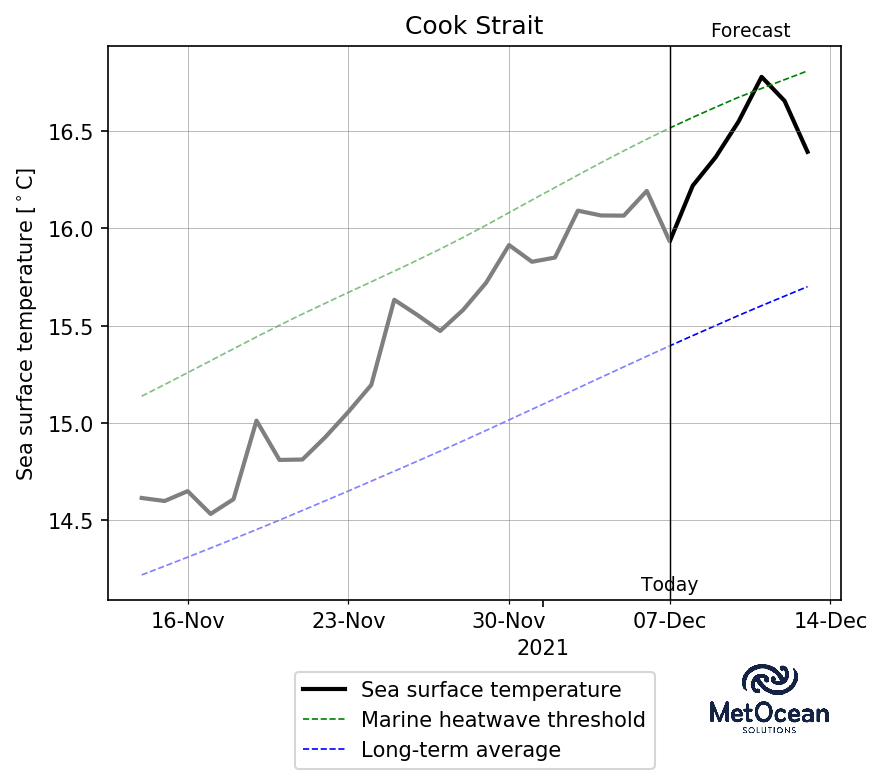 Cook Strait
Forecast
Sea surface temperature [°C]
16.5
16.0
15.5
15.0
14.5
Today
16-Nov 23-Nov 30-Nov 07-Dec 14-Dec
2021
Sea surface temperature
Marine heatwave threshold
Long-term average
MetOcean
SOLUTIONS